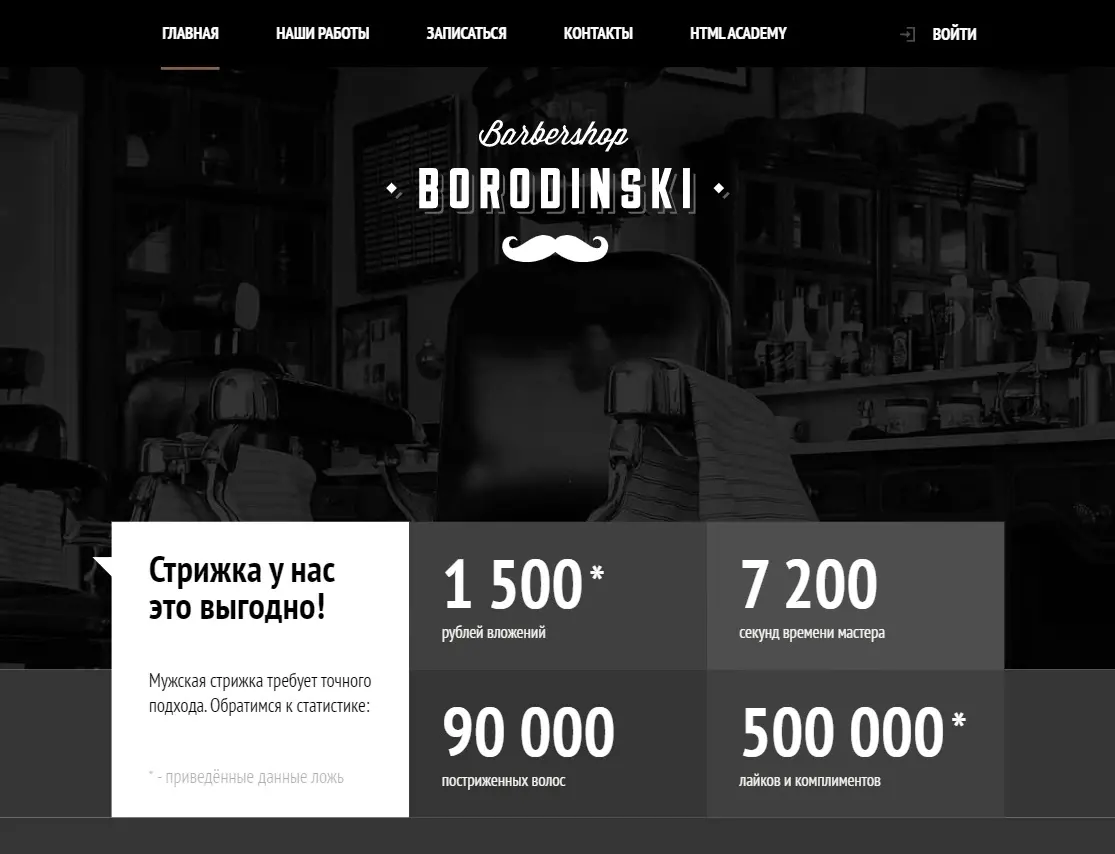 ГЛАВНАЯ НАШИ РАБОТЫ ЗАПИСАТЬСЯ КОНТАКТЫ HTML ACADEMY ВОЙТИ
Barbershop
BORODINSKI
Стрижка у нас
это выгодно!
Мужская стрижка требует точного
подхода. Обратимся к статистике:
* - приведённые данные ложь
1 500*
рублей вложений
7 200
секунд времени мастера
90 000
постриженных волос
500 000*
лайков и комплиментов